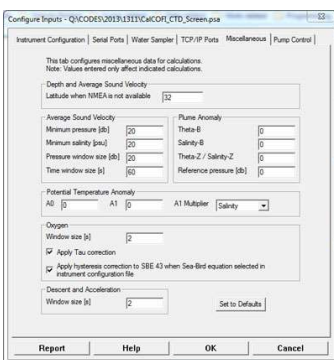 Configure Inputs - Q:\CODES\2013\1311\CalCOFI_CTD_Screen.psa
Instrument Configuration | Serial Ports | Water Sampler | TCP/IP Ports | Miscellaneous | Pump Control
This tab configures miscellaneous data for calculations.
Note: Values entered only affect indicated calculations.
Depth and Average Sound Velocity
Latitude when NMEA is not available 32
Average Sound Velocity
Minimum pressure [db] 20
Minimum salinity [psu] 20
Pressure window size [db] 20
Time window size [s] 60
Plume Anomaly
Theta-B 0
Salinity-B 0
Theta-Z / Salinity-Z 0
Reference pressure [db] 0
Potential Temperature Anomaly
A0 0 A1 0 A1 Multiplier Salinity
Oxygen
Window size [s] 2
Apply Tau correction
Apply hysteresis correction to SBE 43 when Sea-Bird equation selected in
instrument configuration file
Descent and Acceleration
Window size [s] 2
Set to Defaults
Report Help OK Cancel